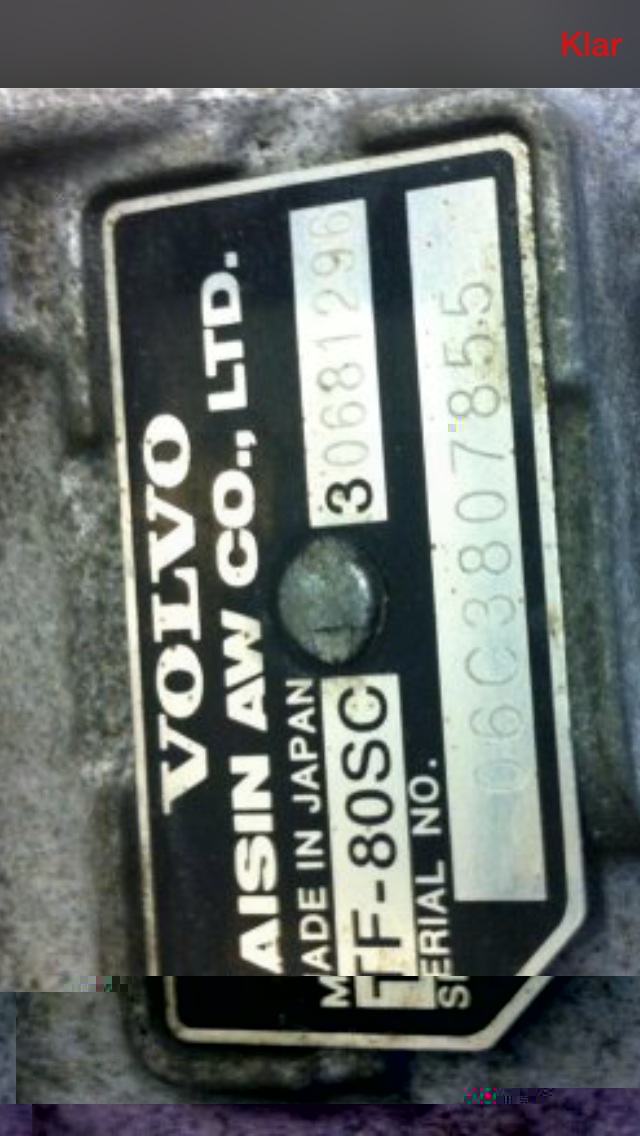 Klar
VOLVO
AISIN AW CO., LTD.
MADE IN JAPAN 30681296
TF-80SC
SERIAL NO. 06C3807855